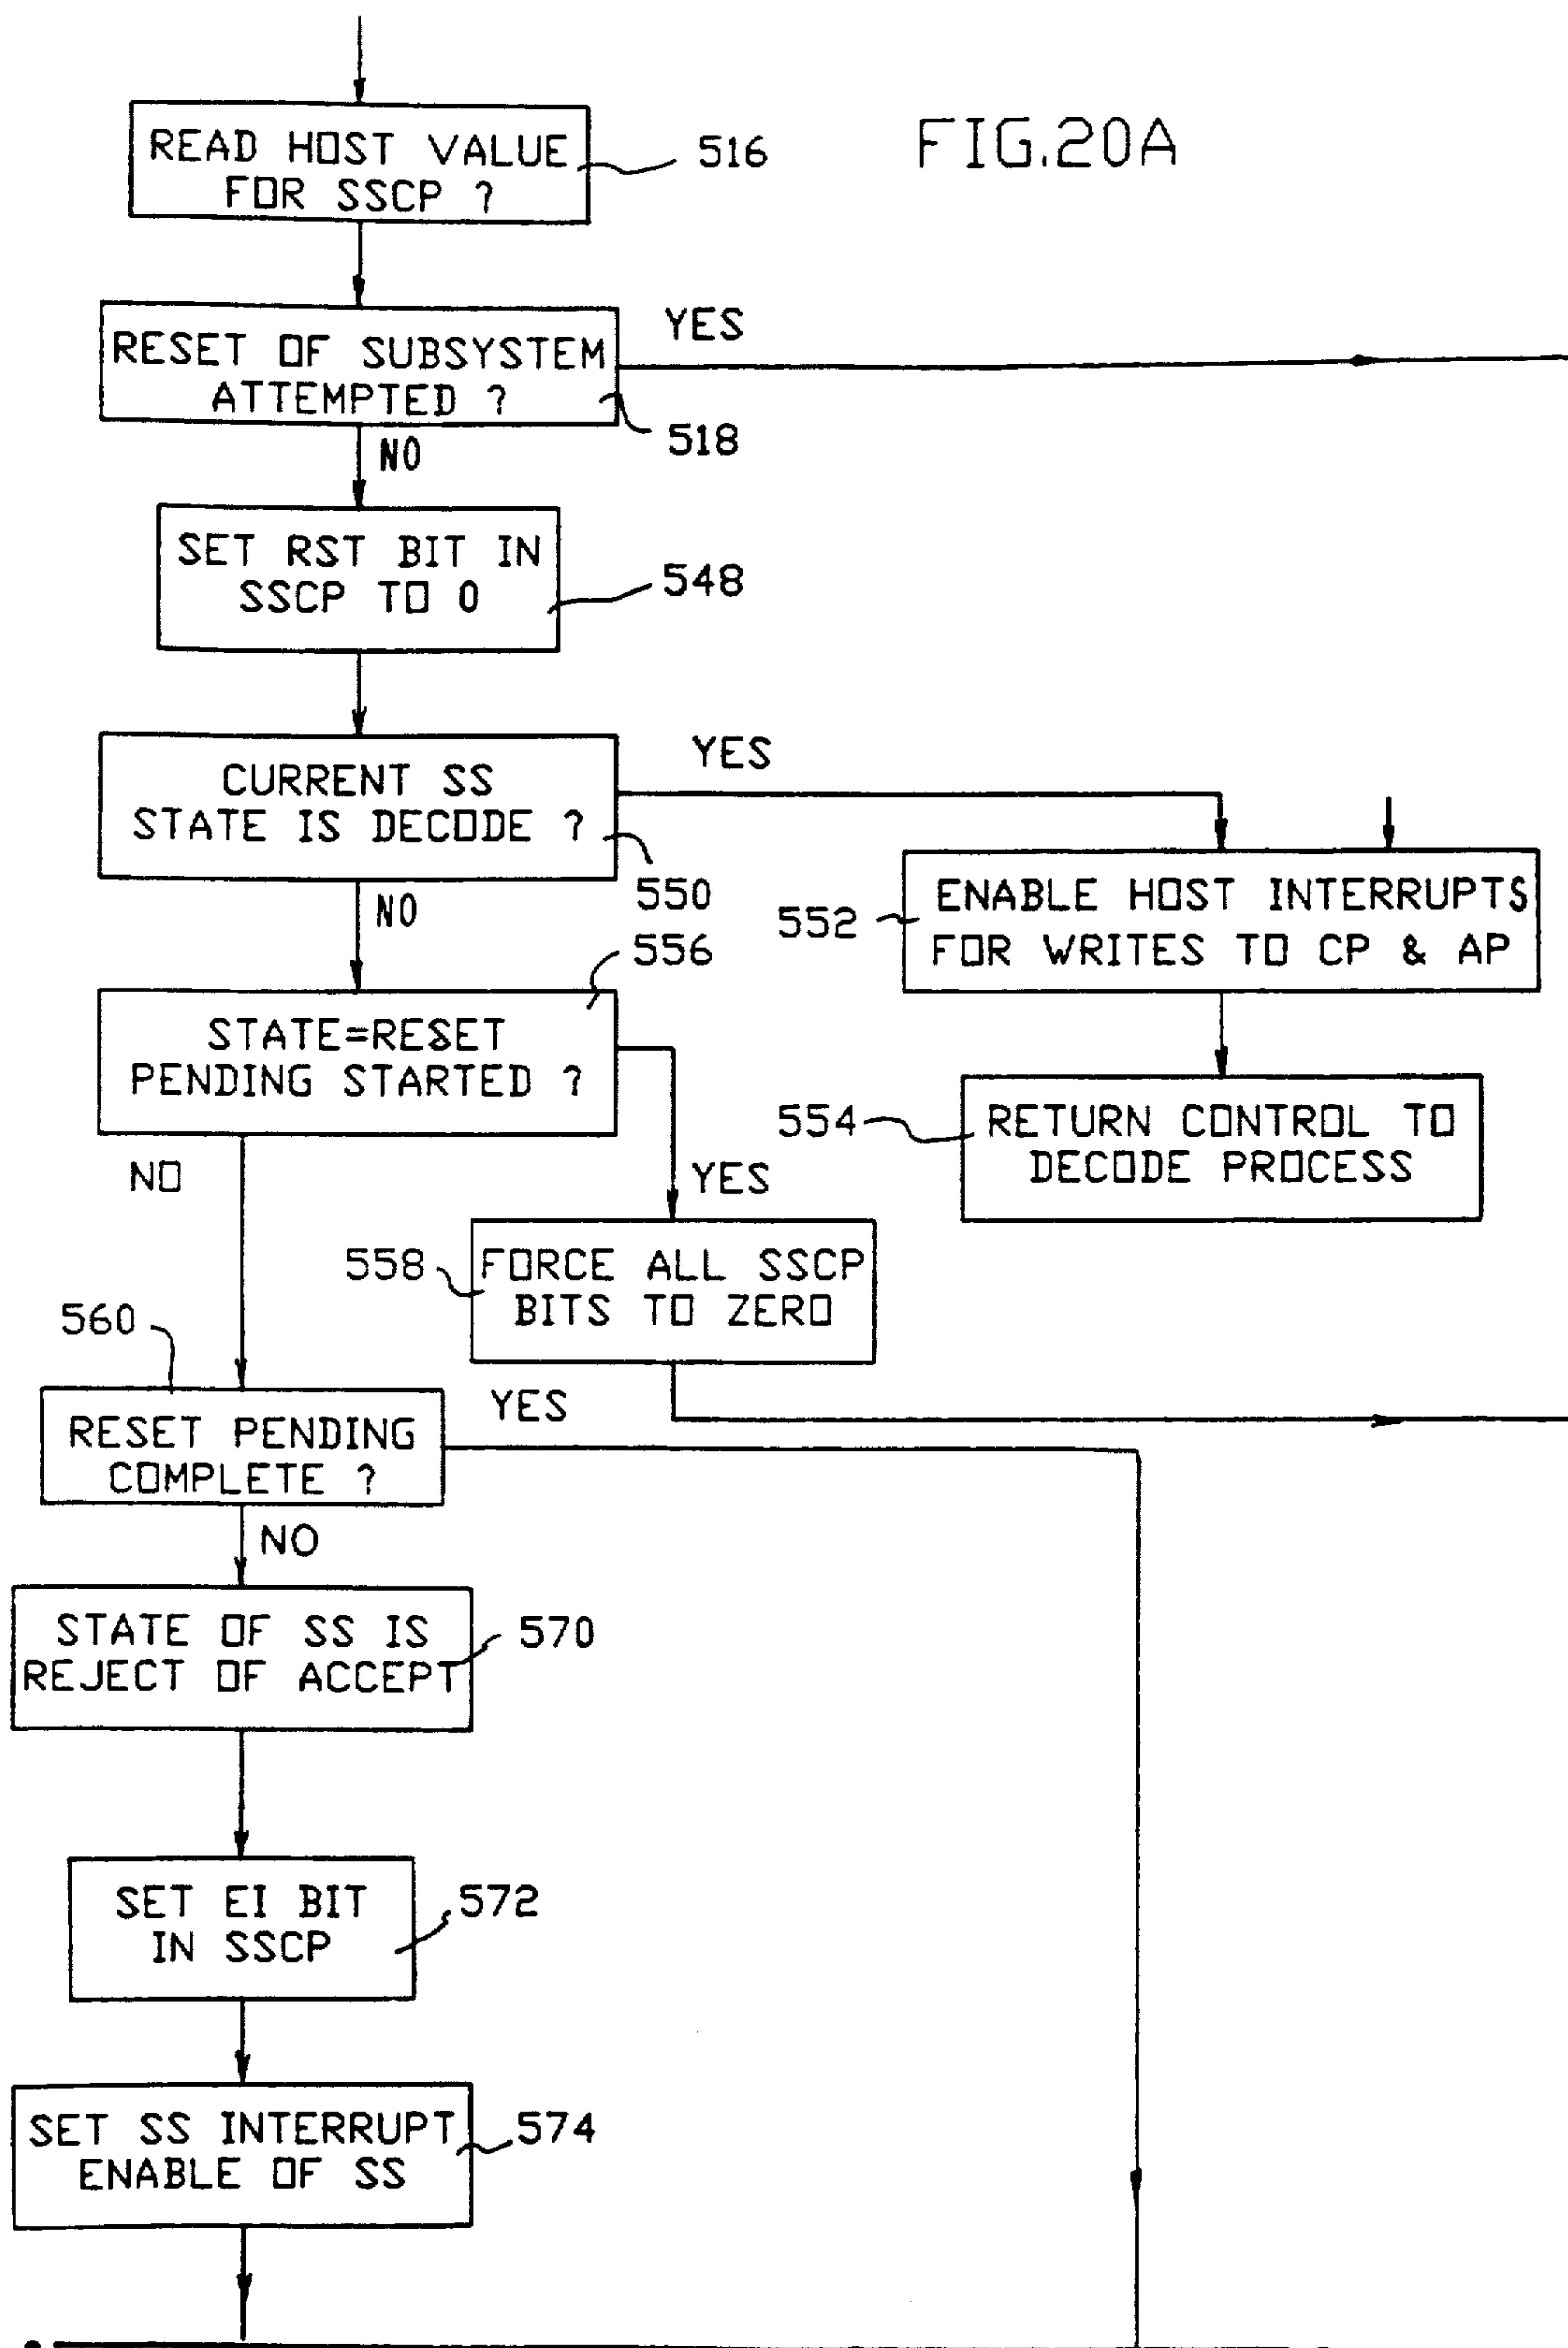 FIG.20A
READ HOST VALUE
FOR SSCP ?
516
RESET OF SUBSYSTEM
ATTEMPTED ?
YES
518
NO
SET RST BIT IN
SSCP TO 0
548
CURRENT SS
STATE IS DECODE ?
YES
550
NO
552
ENABLE HOST INTERRUPTS
FOR WRITES TO CP & AP
556
STATE=RESET
PENDING STARTED ?
554
RETURN CONTROL TO
DECODE PROCESS
NO
YES
558
FORCE ALL SSCP
BITS TO ZERO
560
RESET PENDING
COMPLETE ?
YES
NO
STATE OF SS IS
REJECT OF ACCEPT
570
SET EI BIT
IN SSCP
572
SET SS INTERRUPT
ENABLE OF SS
574